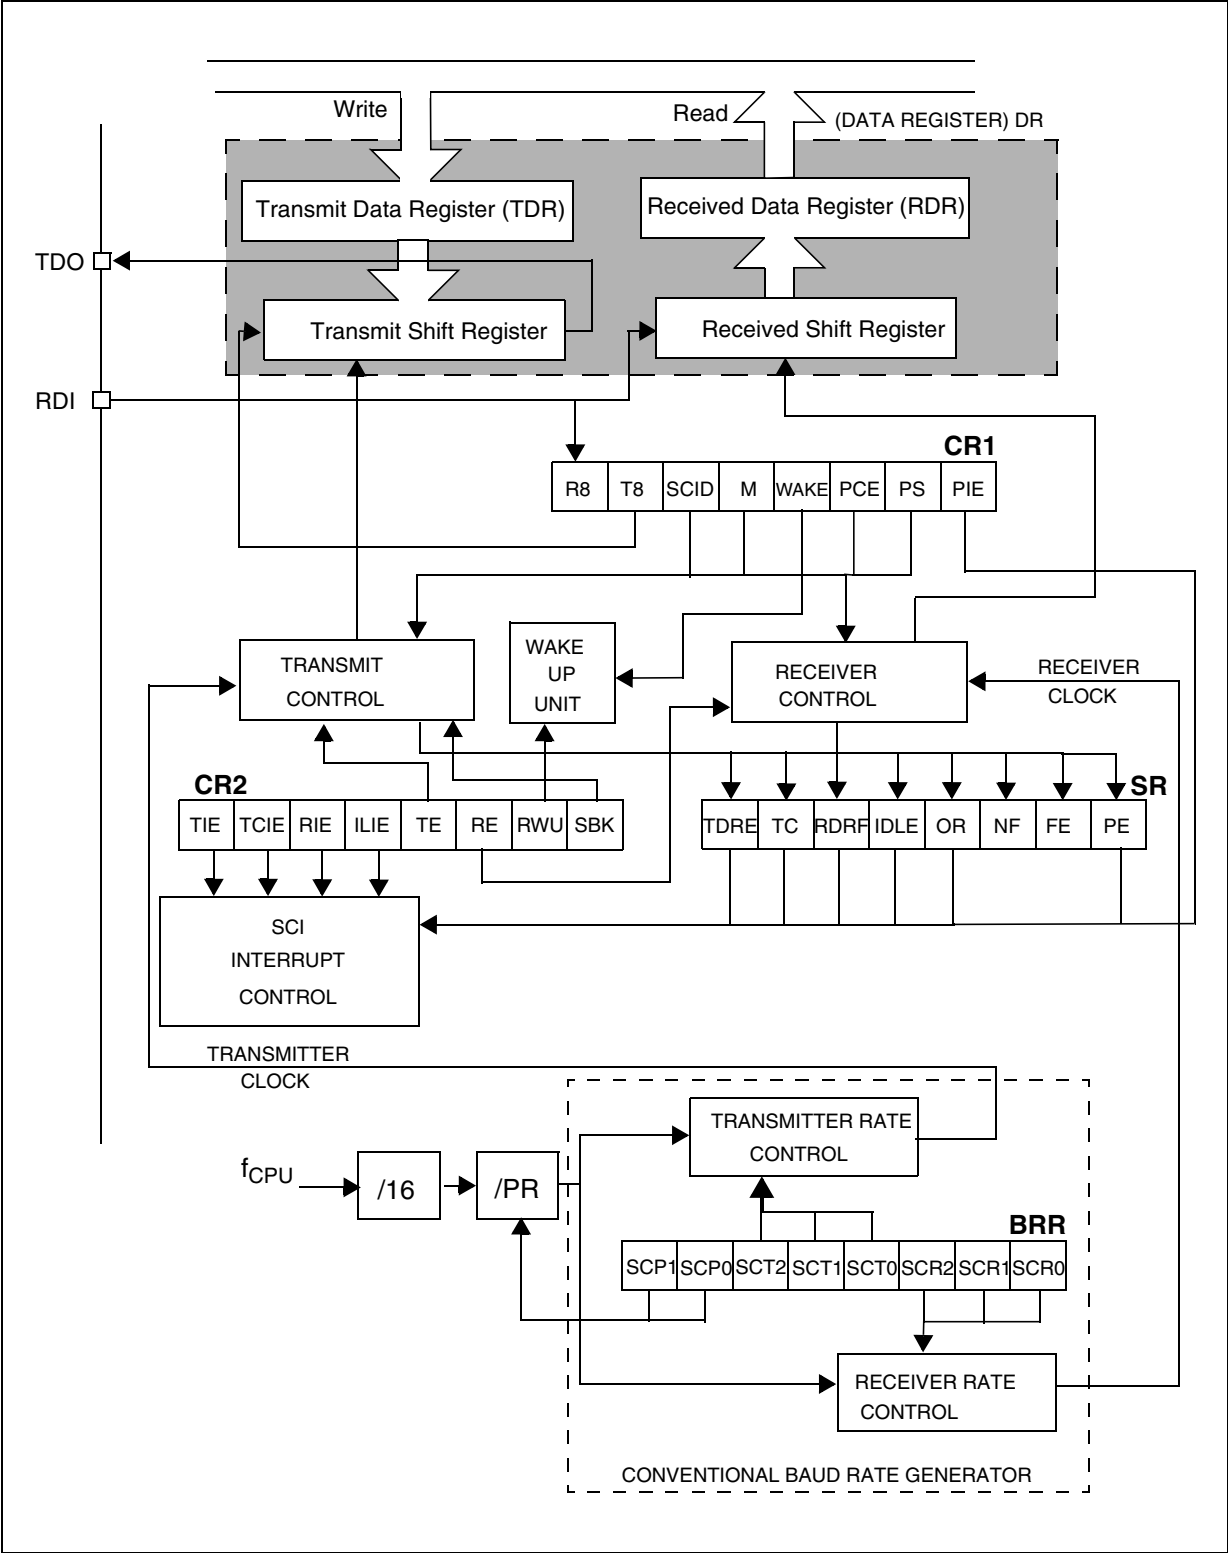 Write
Read
(DATA REGISTER) DR
Transmit Data Register (TDR)
Received Data Register (RDR)
TDO
Transmit Shift Register
Received Shift Register
RDI
CR1
R8 T8 SCID M WAKE PCE PS PIE
TRANSMIT
CONTROL
WAKE
UP
UNIT
RECEIVER
CONTROL
RECEIVER
CLOCK
CR2
TIE TCIE RIE ILIE TE RE RWU SBK
SR
TDRE TC RDRF IDLE OR NF FE PE
SCI
INTERRUPT
CONTROL
TRANSMITTER
CLOCK
TRANSMITTER RATE
CONTROL
fCPU
/16
/PR
BRR
SCP1 SCP0 SCT2 SCT1 SCT0 SCR2 SCR1 SCR0
RECEIVER RATE
CONTROL
CONVENTIONAL BAUD RATE GENERATOR